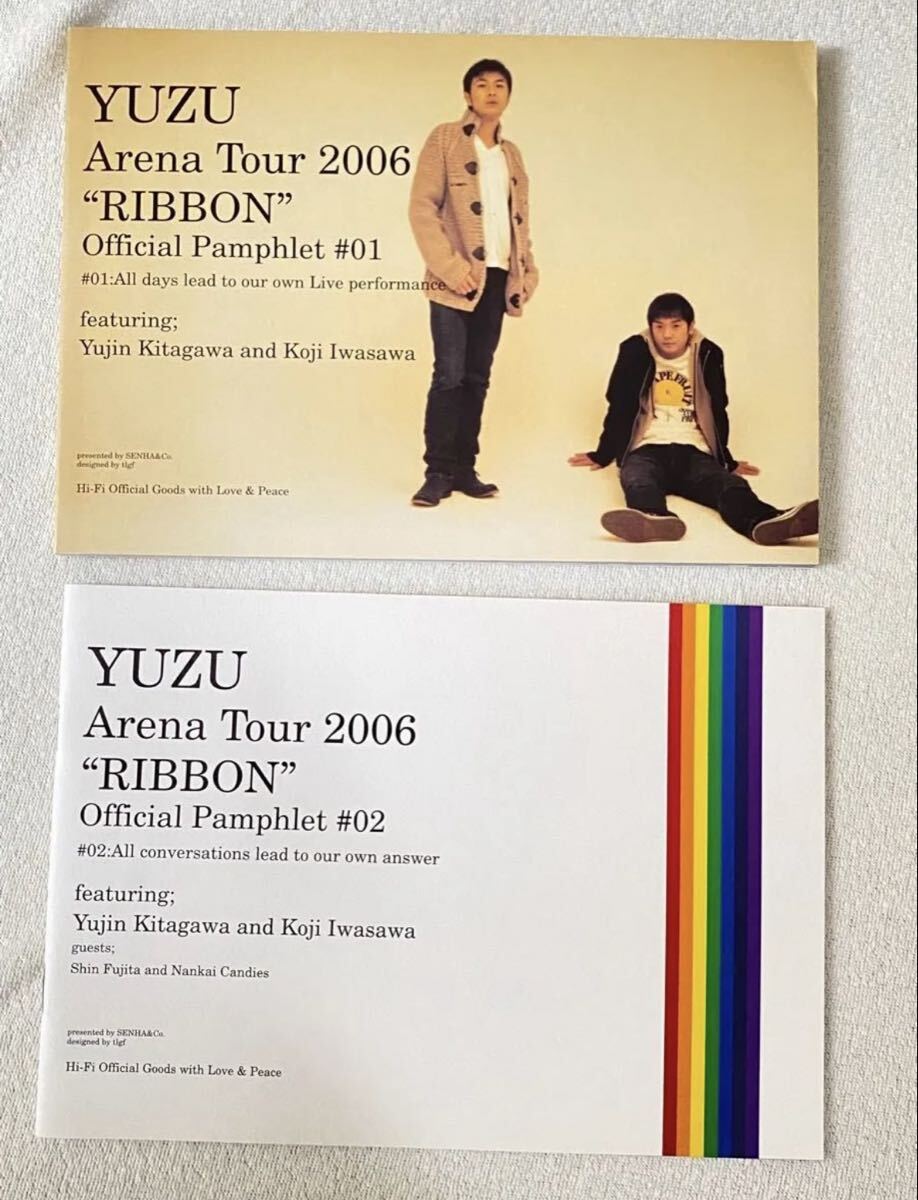 YUZU
Arena Tour 2006
“RIBBON”
Official Pamphlet #01
#01:All days lead to our own Live performance
featuring;
Yujin Kitagawa and Koji Iwasawa
presented by SENHA&Co.
designed by tlgf
Hi-Fi Official Goods with Love & Peace
YUZU
Arena Tour 2006
“RIBBON”
Official Pamphlet #02
#02:All conversations lead to our own answer
featuring;
Yujin Kitagawa and Koji Iwasawa
guests;
Shin Fujita and Nankai Candies
presented by SENHA&Co.
designed by tlgf
Hi-Fi Official Goods with Love & Peace